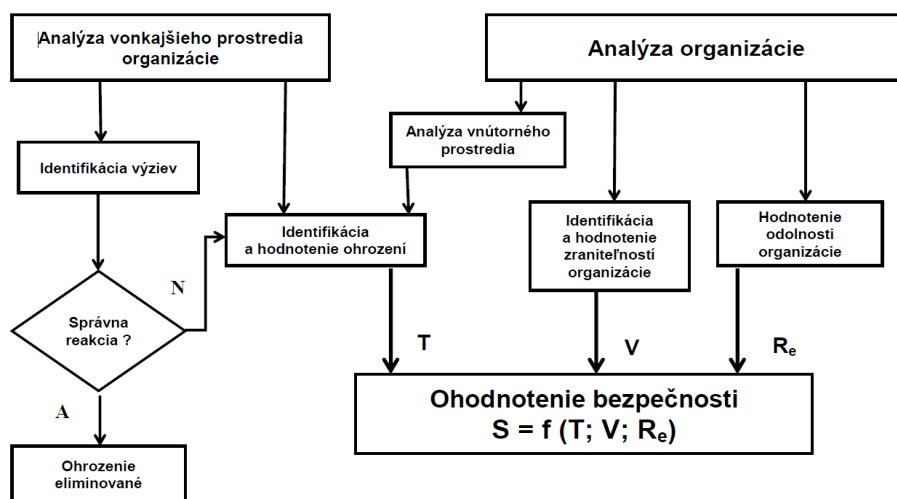 Analýza vonkajšieho prostredia
organizácie
Analýza organizácie
Analýza vnútorného
prostredia
Identifikácia výziev
Identifikácia
a hodnotenie ohrození
Identifikácia
a hodnotenie
zraniteľností
organizácie
Hodnotenie
odolnosti
organizácie
N
Správna
reakcia ?
T
V
Re
A
Ohodnotenie bezpečnosti
S = f (T; V; Re)
Ohrozenie
eliminované